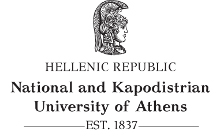 HELLENIC REPUBLIC
National and Kapodistrian
University of Athens
EST. 1837